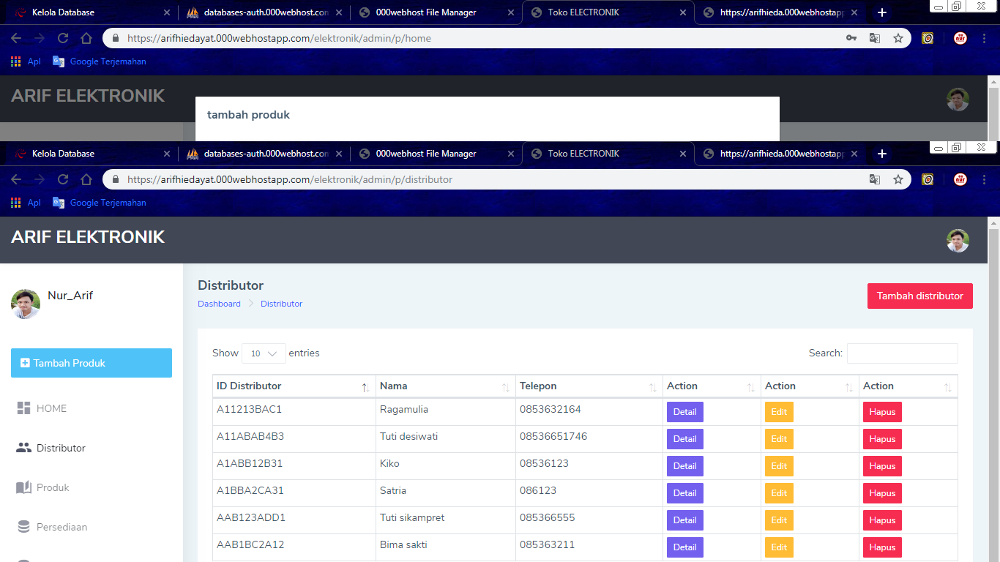 Kelola Database databases-auth.000webhost.con 000webhost File Manager Toko ELECTRONIK https://arifhieda.000webhostapp
https://arifhiedayat.000webhostapp.com/elektronik/admin/p/home
Apl Google Terjemahan
ARIF ELEKTRONIK
tambah produk
Kelola Database databases-auth.000webhost.con 000webhost File Manager Toko ELECTRONIK https://arifhieda.000webhostapp
https://arifhiedayat.000webhostapp.com/elektronik/admin/p/distributor
Apl Google Terjemahan
ARIF ELEKTRONIK
Nur_Arif
Tambah Produk
HOME
Distributor
Produk
Persediaan
Distributor
Dashboard Distributor
Tambah distributor
Show 10 entries Search:
ID Distributor Nama Telepon Action Action Action
A11213BAC1 Ragamulia 0853632164 Detail Edit Hapus
A11ABAB4B3 Tuti desiwati 08536651746 Detail Edit Hapus
A1ABB12B31 Kiko 08536123 Detail Edit Hapus
A1BBA2CA31 Satria 086123 Detail Edit Hapus
AAB123ADD1 Tuti sikampret 085366555 Detail Edit Hapus
AAB1BC2A12 Bima sakti 085363211 Detail Edit Hapus